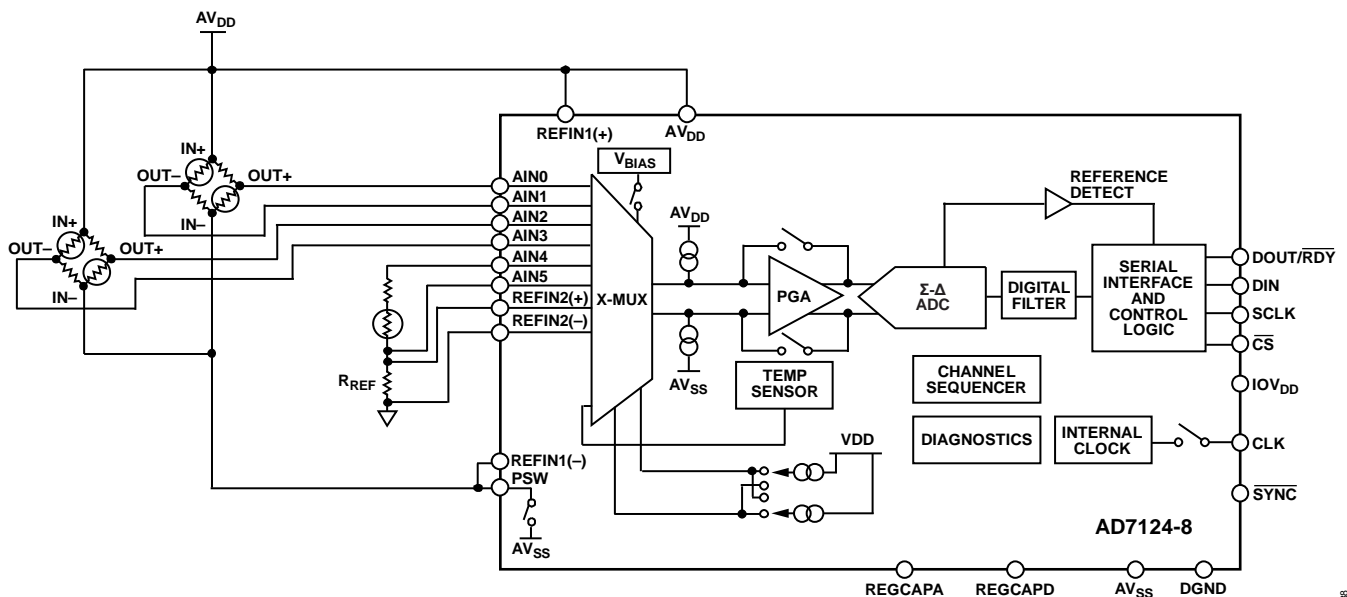 AVDD
REFIN1(+)
AVDD
IN+
OUT–
OUT+
IN–
IN+
OUT–
OUT+
IN–
AIN0
AIN1
AIN2
AIN3
AIN4
AIN5
REFIN2(+)
REFIN2(–)
RREF
REFIN1(–)
PSW
AVSS
VBIAS
X-MUX
AVDD
AVSS
PGA
TEMP
SENSOR
VDD
Σ-Δ
ADC
REFERENCE
DETECT
DIGITAL
FILTER
SERIAL
INTERFACE
AND
CONTROL
LOGIC
CHANNEL
SEQUENCER
DIAGNOSTICS
INTERNAL
CLOCK
DOUT/RDY
DIN
SCLK
CS
IOVDD
CLK
SYNC
AD7124-8
REGCAPA
REGCAPD
AVSS
DGND